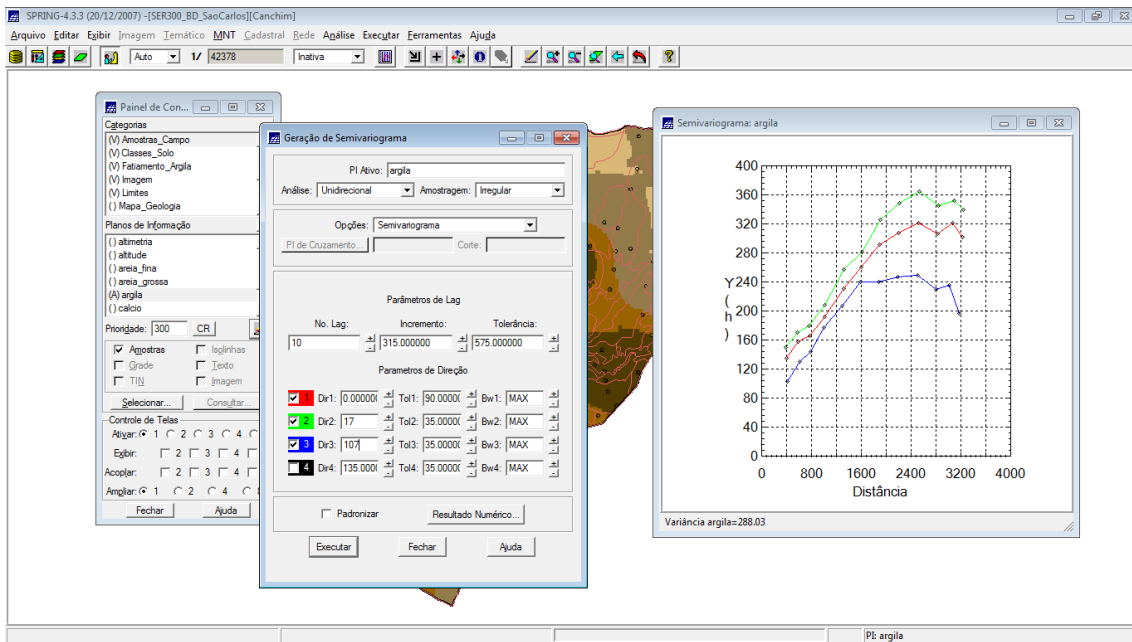 SPRING-4.3.3 (20/12/2007) -[SER300_BD_SaoCarlos][Canchim]
Arquivo Editar Exibir Imagem Temático MNT Cadastral Rede Análise Executar Ferramentas Ajuda
Auto 1/ 42378 Inativa
Painel de Con...
Categorias
(V) Amostras_Campo
(V) Classes_Solo
(V) Fatiamento_Argila
(V) Imagem
(V) Limites
( ) Mapa_Geologia
Planos de Informação
( ) altimetria
( ) altitude
( ) areia_fina
( ) areia_grossa
(A) argila
( ) calcio
Prioridade: 300 CR
Amostras Isolinhas
Grade Texto
TIN Imagem
Selecionar... Consultar...
Controle de Telas
Ativar: 1 2 3 4
Exibir: 2 3 4
Acoplar: 2 3 4
Ampliar: 1 2 4
Fechar Ajuda
Geração de Semivariograma
PI Ativo: argila
Análise: Unidirecional Amostragem: Irregular
Opções: Semivariograma
PI de Cruzamento... Corte:
Parâmetros de Lag
No. Lag: Incremento: Tolerância:
10 315.000000 575.000000
Parametros de Direção
1 Dir1: 0.000000 Tol1: 90.0000 Bw1: MAX
2 Dir2: 17 Tol2: 35.0000 Bw2: MAX
3 Dir3: 107 Tol3: 35.0000 Bw3: MAX
4 Dir4: 135.000 Tol4: 35.0000 Bw4: MAX
Padronizar Resultado Numérico...
Executar Fechar Ajuda
Semivariograma: argila
400
360
320
280
240
200
160
120
80
40
0
Υ(h)
0 800 1600 2400 3200 4000
Distância
Variância argila=288.03
PI: argila